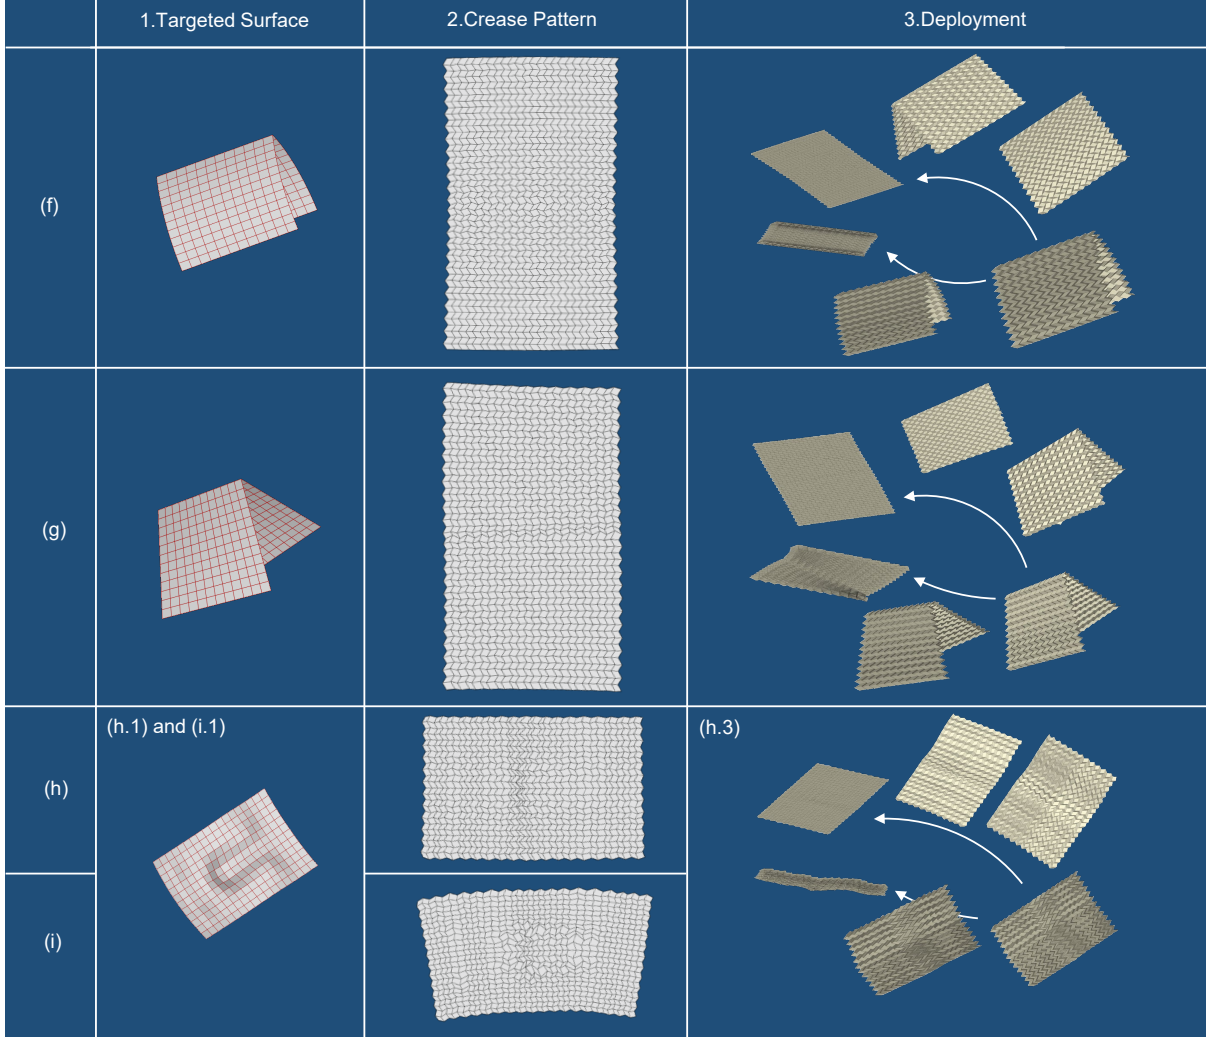 1.Targeted Surface
2.Crease Pattern
3.Deployment
(f)
(g)
(h.1) and (i.1)
(h.3)
(h)
(i)